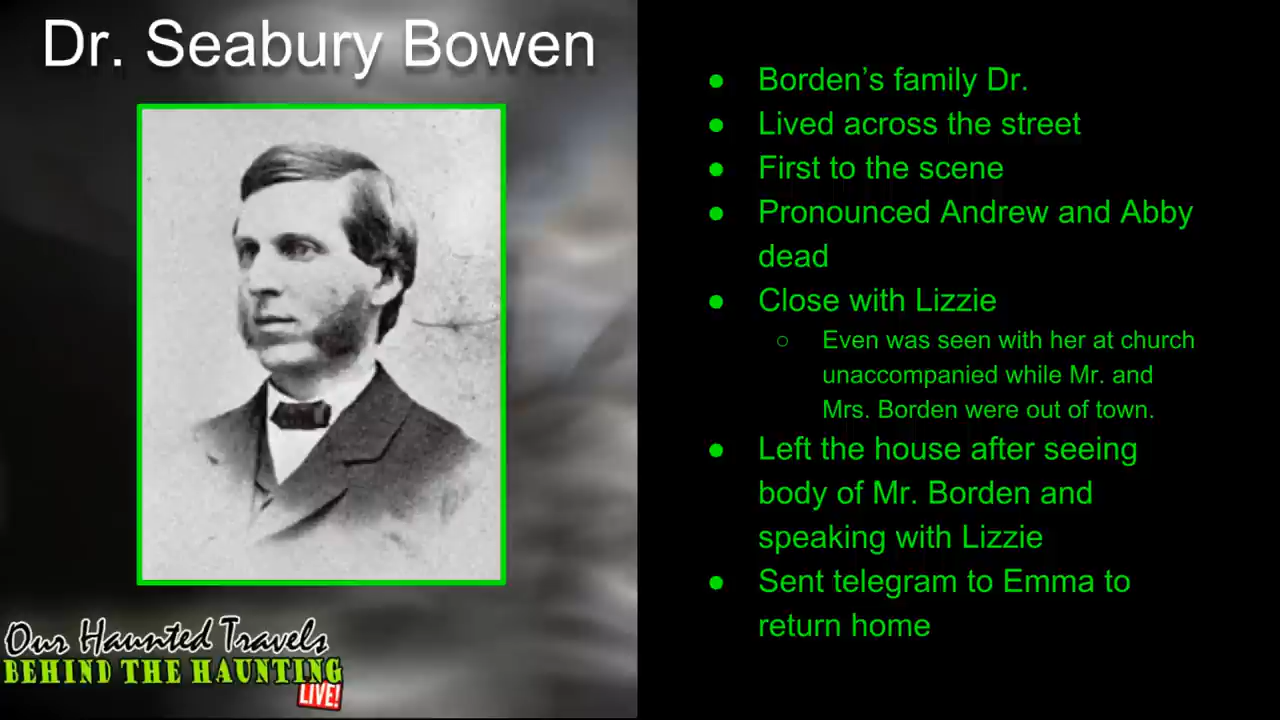 Dr. Seabury Bowen
● Borden's family Dr.
● Lived across the street
● First to the scene
● Pronounced Andrew and Abby
dead
● Close with Lizzie
○ Even was seen with her at church
unaccompanied while Mr. and
Mrs. Borden were out of town.
● Left the house after seeing
body of Mr. Borden and
speaking with Lizzie
● Sent telegram to Emma to
return home
Our Haunted Travels
BEHIND THE HAUNTING
LIVE!